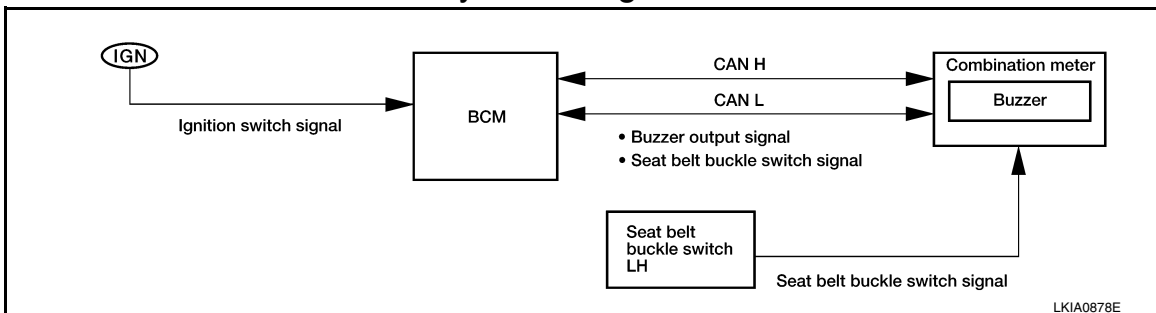 IGN
Ignition switch signal
BCM
CAN H
CAN L
• Buzzer output signal
• Seat belt buckle switch signal
Combination meter
Buzzer
Seat belt
buckle switch
LH
Seat belt buckle switch signal
LKIA0878E